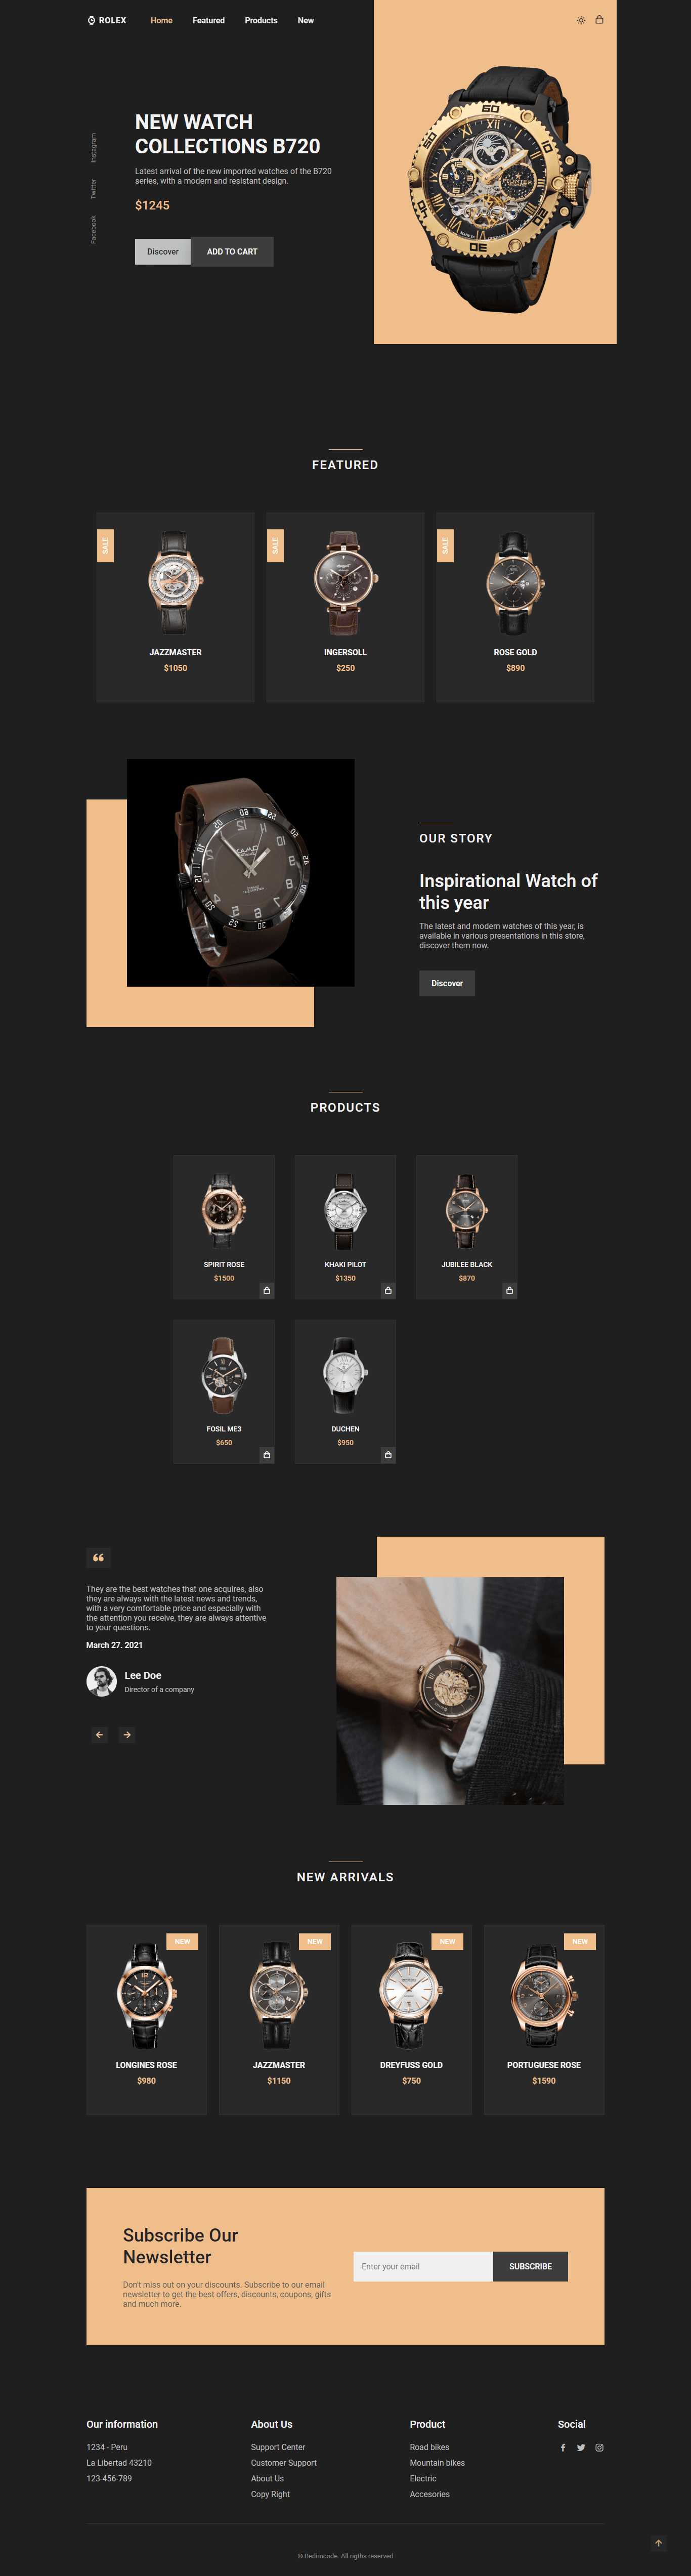 ROLEX
Home
Featured
Products
New
Instagram
Twitter
Facebook
NEW WATCH
COLLECTIONS B720
Latest arrival of the new imported watches of the B720
series, with a modern and resistant design.
$1245
Discover
ADD TO CART
60
FEATURED
SALE
JAZZMASTER
$1050
SALE
INGERSOLL
$250
SALE
ROSE GOLD
$890
OUR STORY
Inspirational Watch of
this year
The latest and modern watches of this year, is
available in various presentations in this store,
discover them now.
Discover
PRODUCTS
SPIRIT ROSE
$1500
KHAKI PILOT
$1350
JUBILEE BLACK
$870
FOSIL ME3
$650
DUCHEN
$950
They are the best watches that one acquires, also
they are always with the latest news and trends,
with a very comfortable price and especially with
the attention you receive, they are always attentive
to your questions.
March 27. 2021
Lee Doe
Director of a company
NEW ARRIVALS
NEW
LONGINES ROSE
$980
NEW
JAZZMASTER
$1150
NEW
DREYFUSS GOLD
$750
NEW
PORTUGUESE ROSE
$1590
Subscribe Our
Newsletter
Don't miss out on your discounts. Subscribe to our email
newsletter to get the best offers, discounts, coupons, gifts
and much more.
Enter your email
SUBSCRIBE
Our information
1234 - Peru
La Libertad 43210
123-456-789
About Us
Support Center
Customer Support
About Us
Copy Right
Product
Road bikes
Mountain bikes
Electric
Accesories
Social
© Bedimcode. All rigths reserved